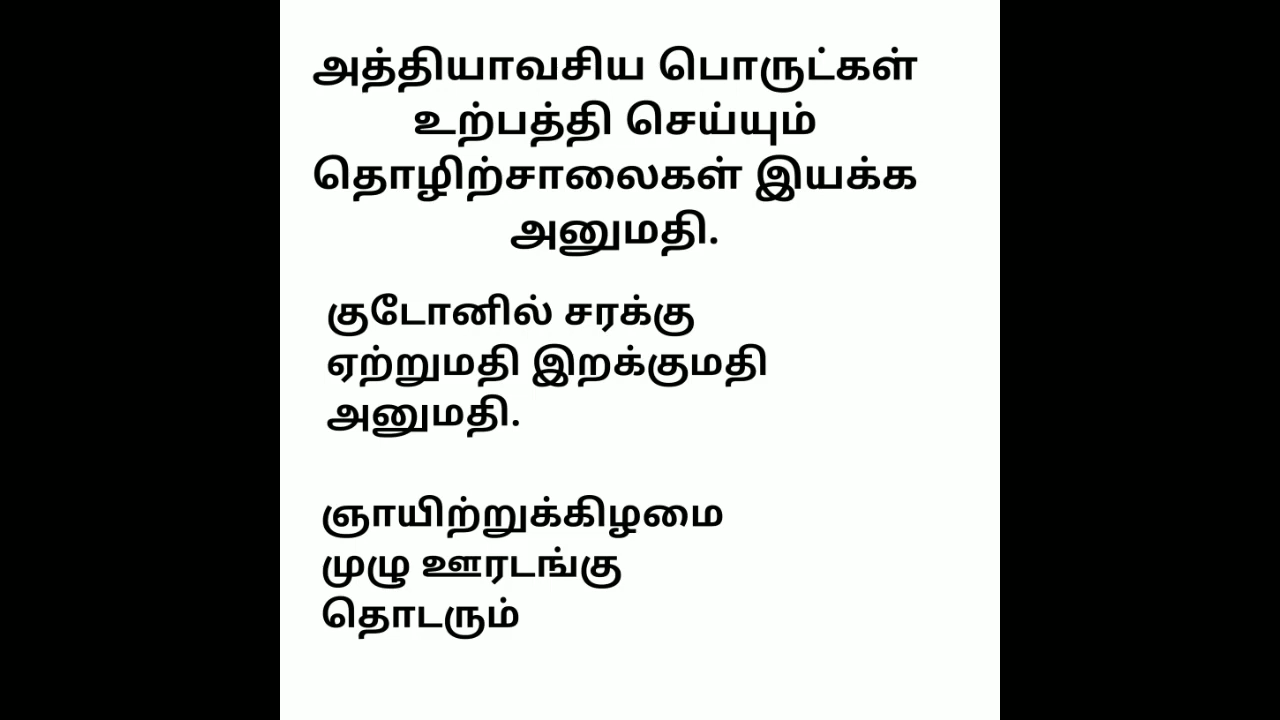 அத்தியாவசிய பொருட்கள்
உற்பத்தி செய்யும்
தொழிற்சாலைகள் இயக்க
அனுமதி.
குடோனில் சரக்கு
ஏற்றுமதி இறக்குமதி
அனுமதி.
ஞாயிற்றுக்கிழமை
முழு ஊரடங்கு
தொடரும்